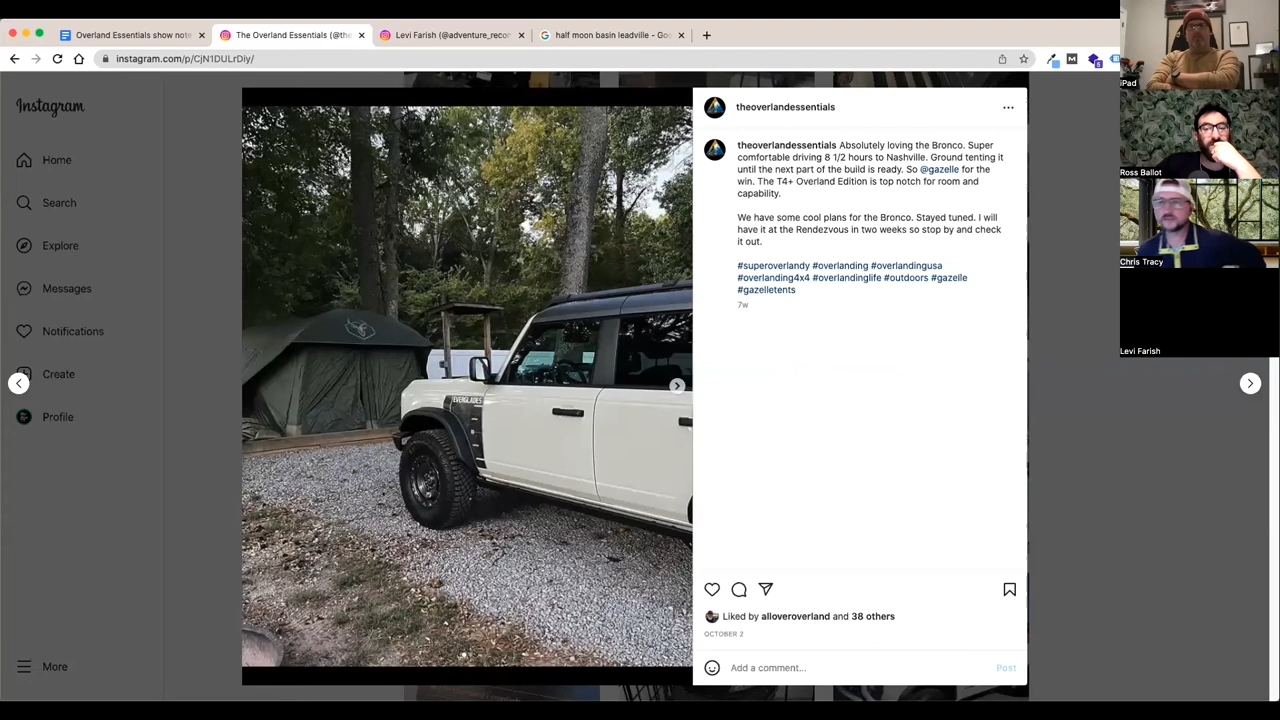 Overland Essentials show note
The Overland Essentials (@the
Levi Farish (@adventure_recon
half moon basin leadville - Goo
instagram.com/p/CjN1DULrDiy/
iPad
Ross Ballot
Chris Tracy
Levi Farish
Instagram
Home
Search
Explore
Messages
Notifications
Create
Profile
More
EVERGLADES
theoverlandessentials
theoverlandessentials Absolutely loving the Bronco. Super
comfortable driving 8 1/2 hours to Nashville. Ground tenting it
until the next part of the build is ready. So @gazelle for the
win. The T4+ Overland Edition is top notch for room and
capability.
We have some cool plans for the Bronco. Stayed tuned. I will
have it at the Rendezvous in two weeks so stop by and check
it out.
#superoverlandy #overlanding #overlandingusa
#overlanding4x4 #overlandinglife #outdoors #gazelle
#gazelletents
7w
Liked by alloveroverland and 38 others
OCTOBER 2
Add a comment...
Post